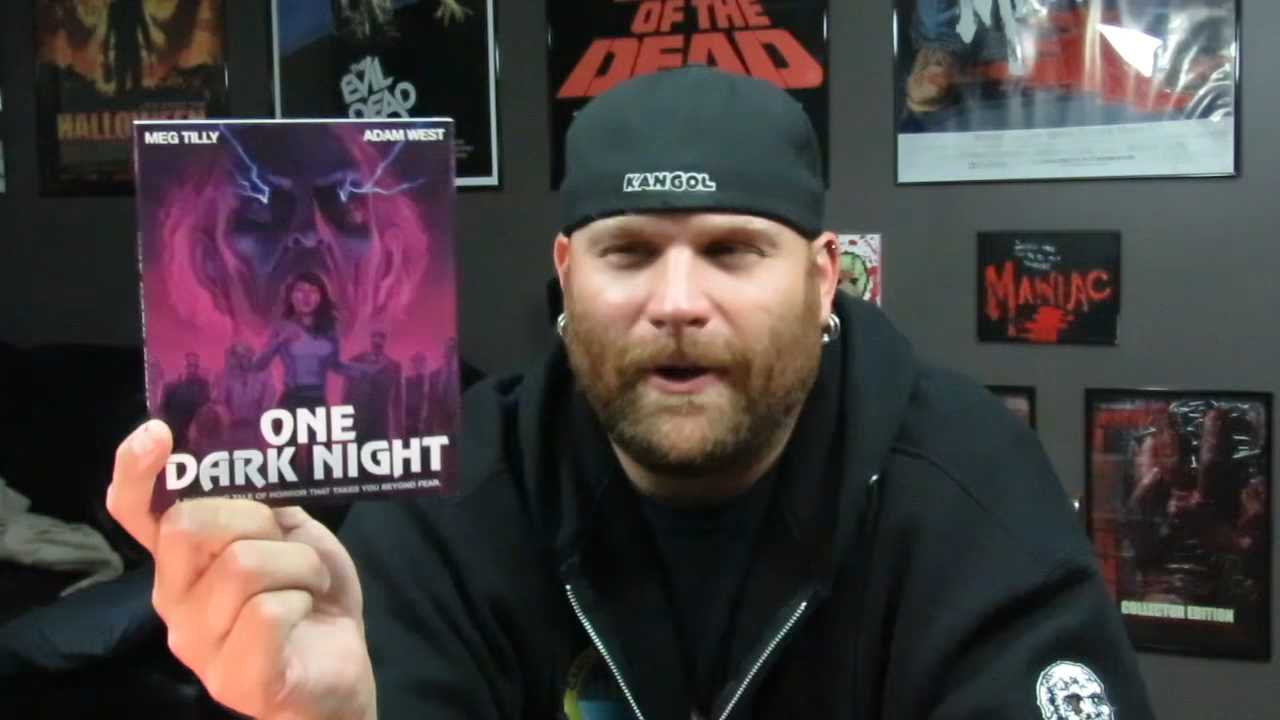 HALLOWEEN
EVIL
DEAD
OF THE
DEAD
MEG TILLY
ADAM WEST
ONE
DARK NIGHT
TALE OF HORROR THAT TAKES YOU BEYOND FEAR.
KANGOL
MANIAC
COLLECTOR EDITION